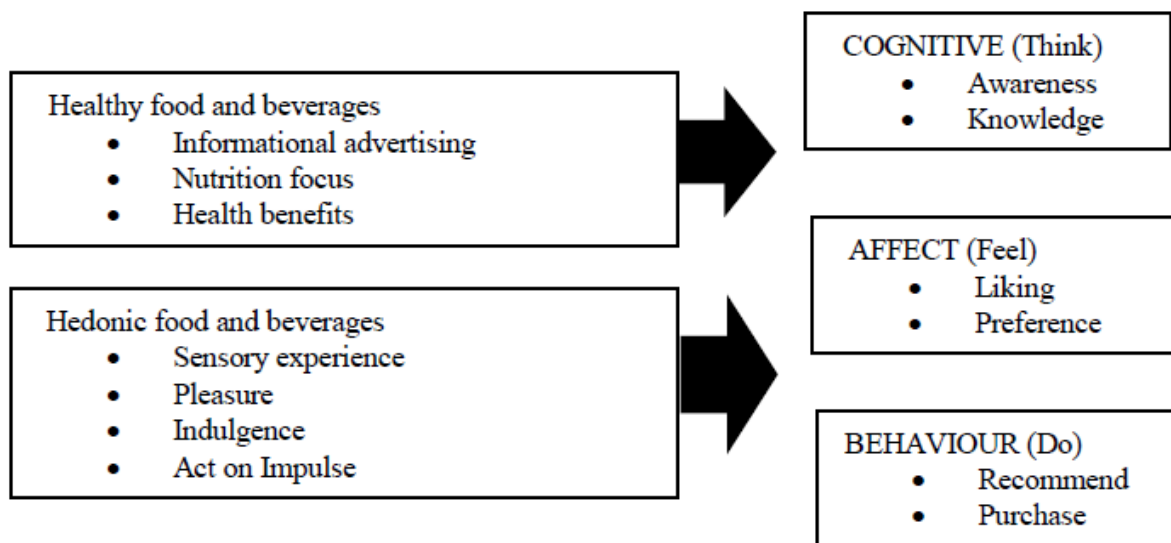 Healthy food and beverages
• Informational advertising
• Nutrition focus
• Health benefits
Hedonic food and beverages
• Sensory experience
• Pleasure
• Indulgence
• Act on Impulse
COGNITIVE (Think)
• Awareness
• Knowledge
AFFECT (Feel)
• Liking
• Preference
BEHAVIOUR (Do)
• Recommend
• Purchase